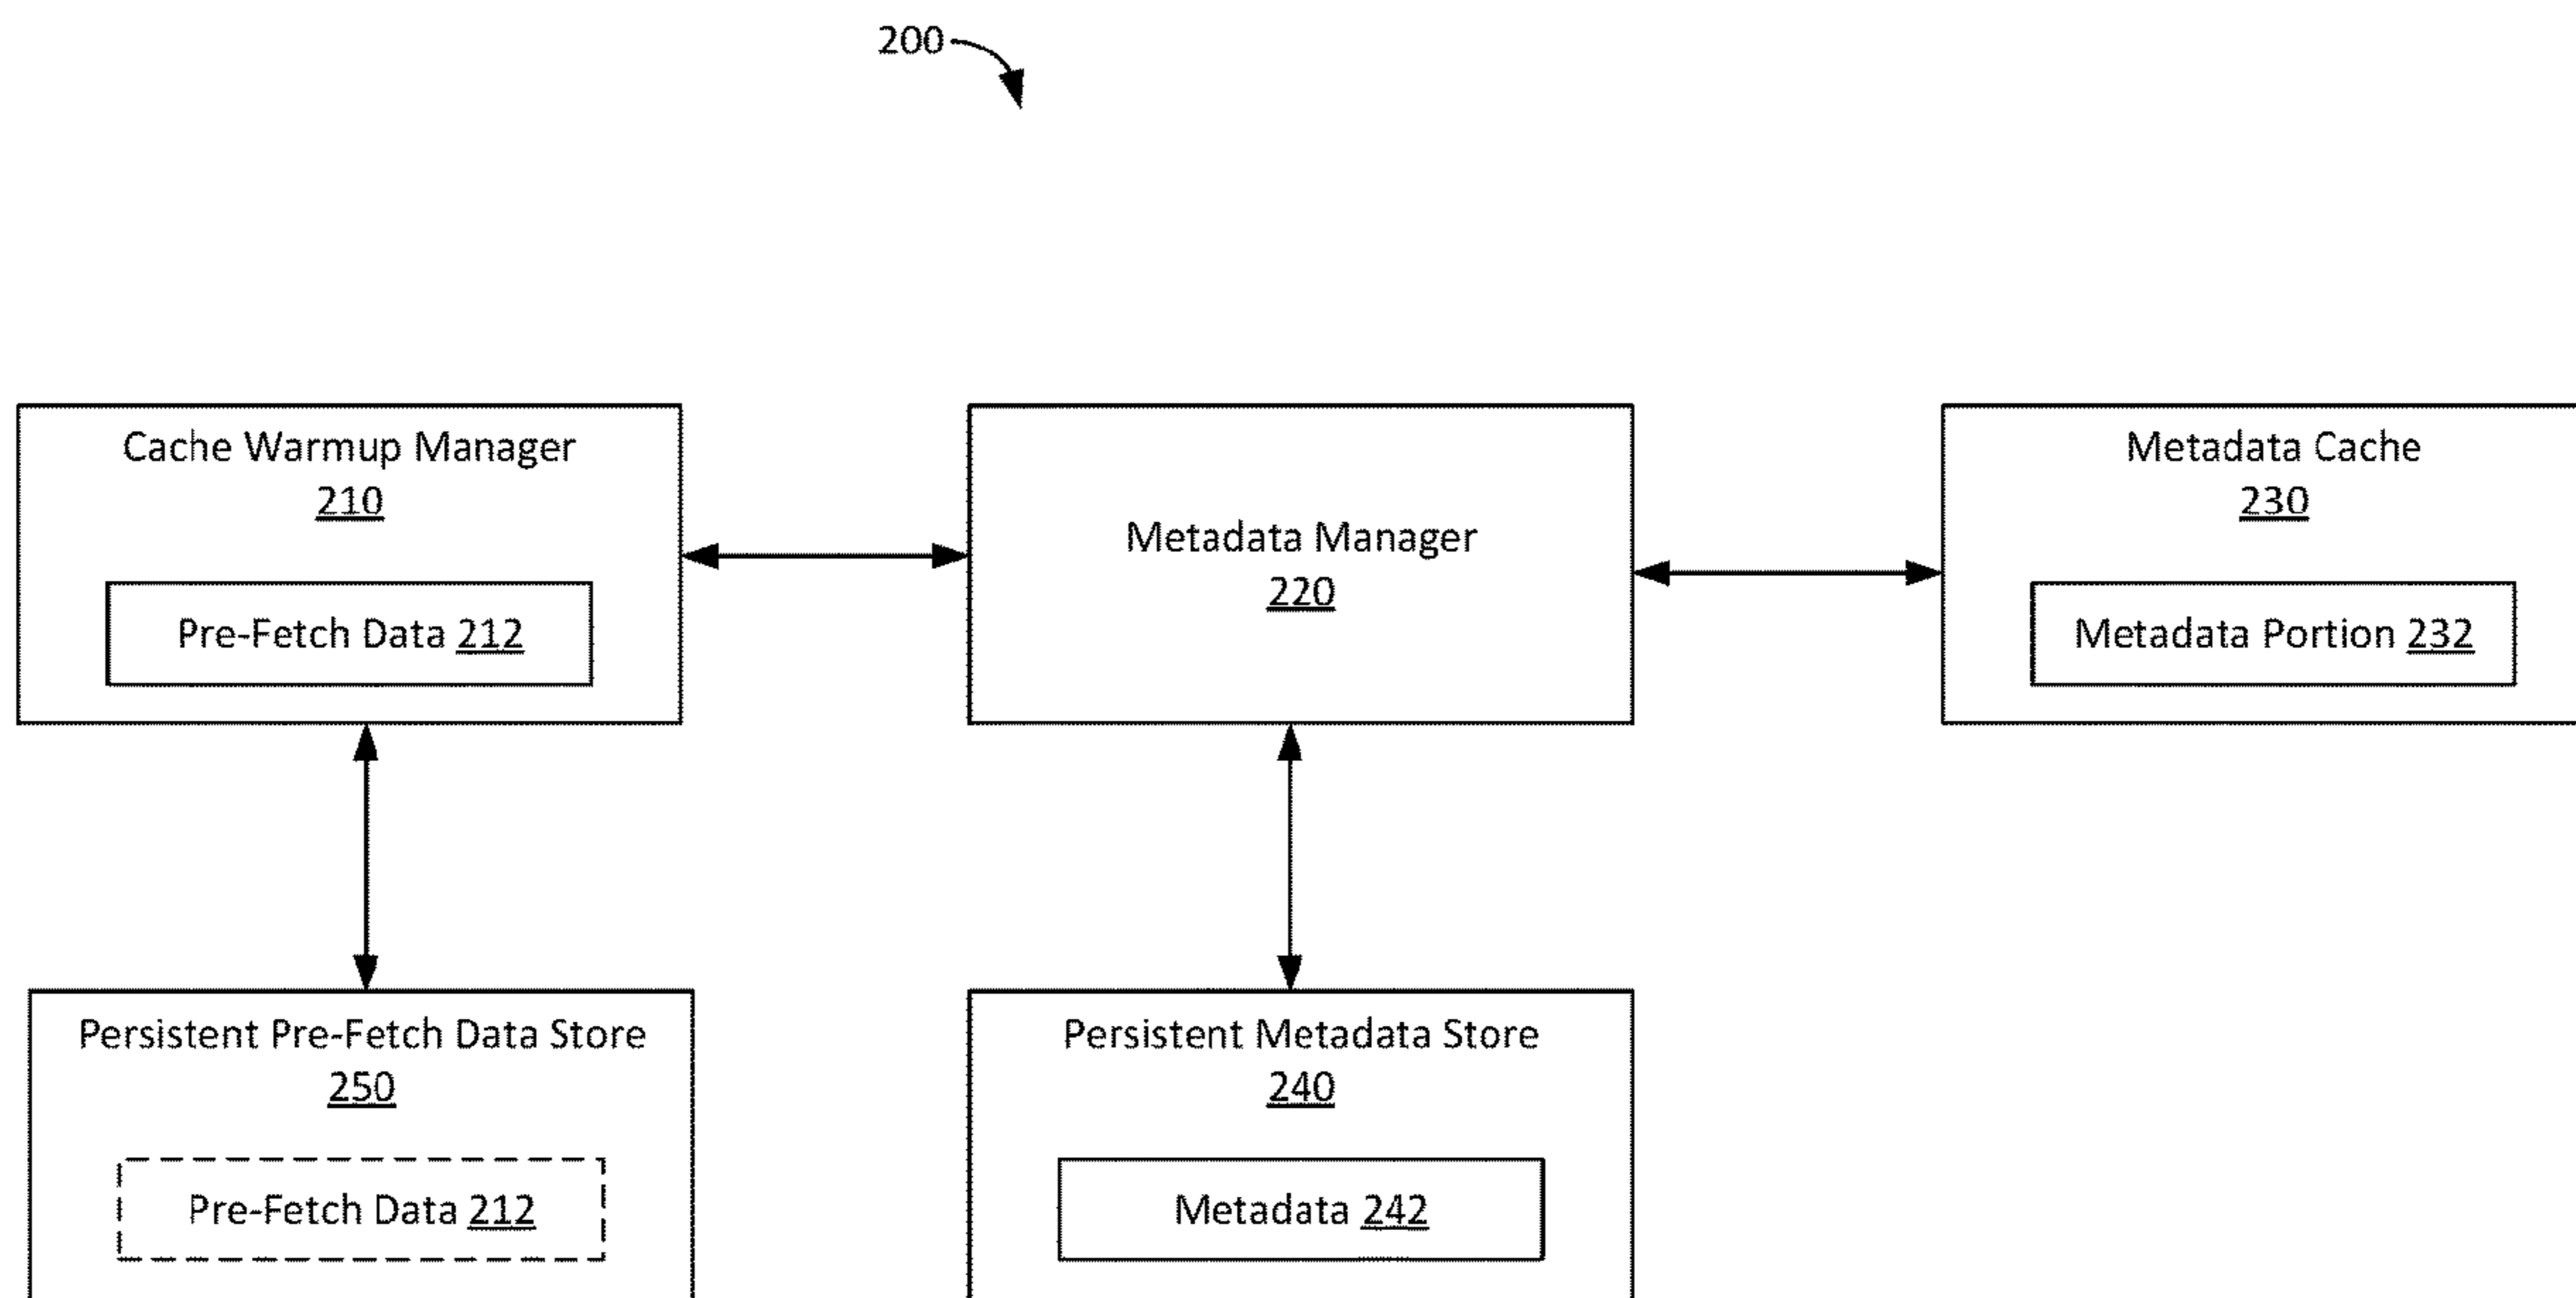 200
Cache Warmup Manager
210
Pre-Fetch Data 212
Metadata Manager
220
Metadata Cache
230
Metadata Portion 232
Persistent Pre-Fetch Data Store
250
Pre-Fetch Data 212
Persistent Metadata Store
240
Metadata 242